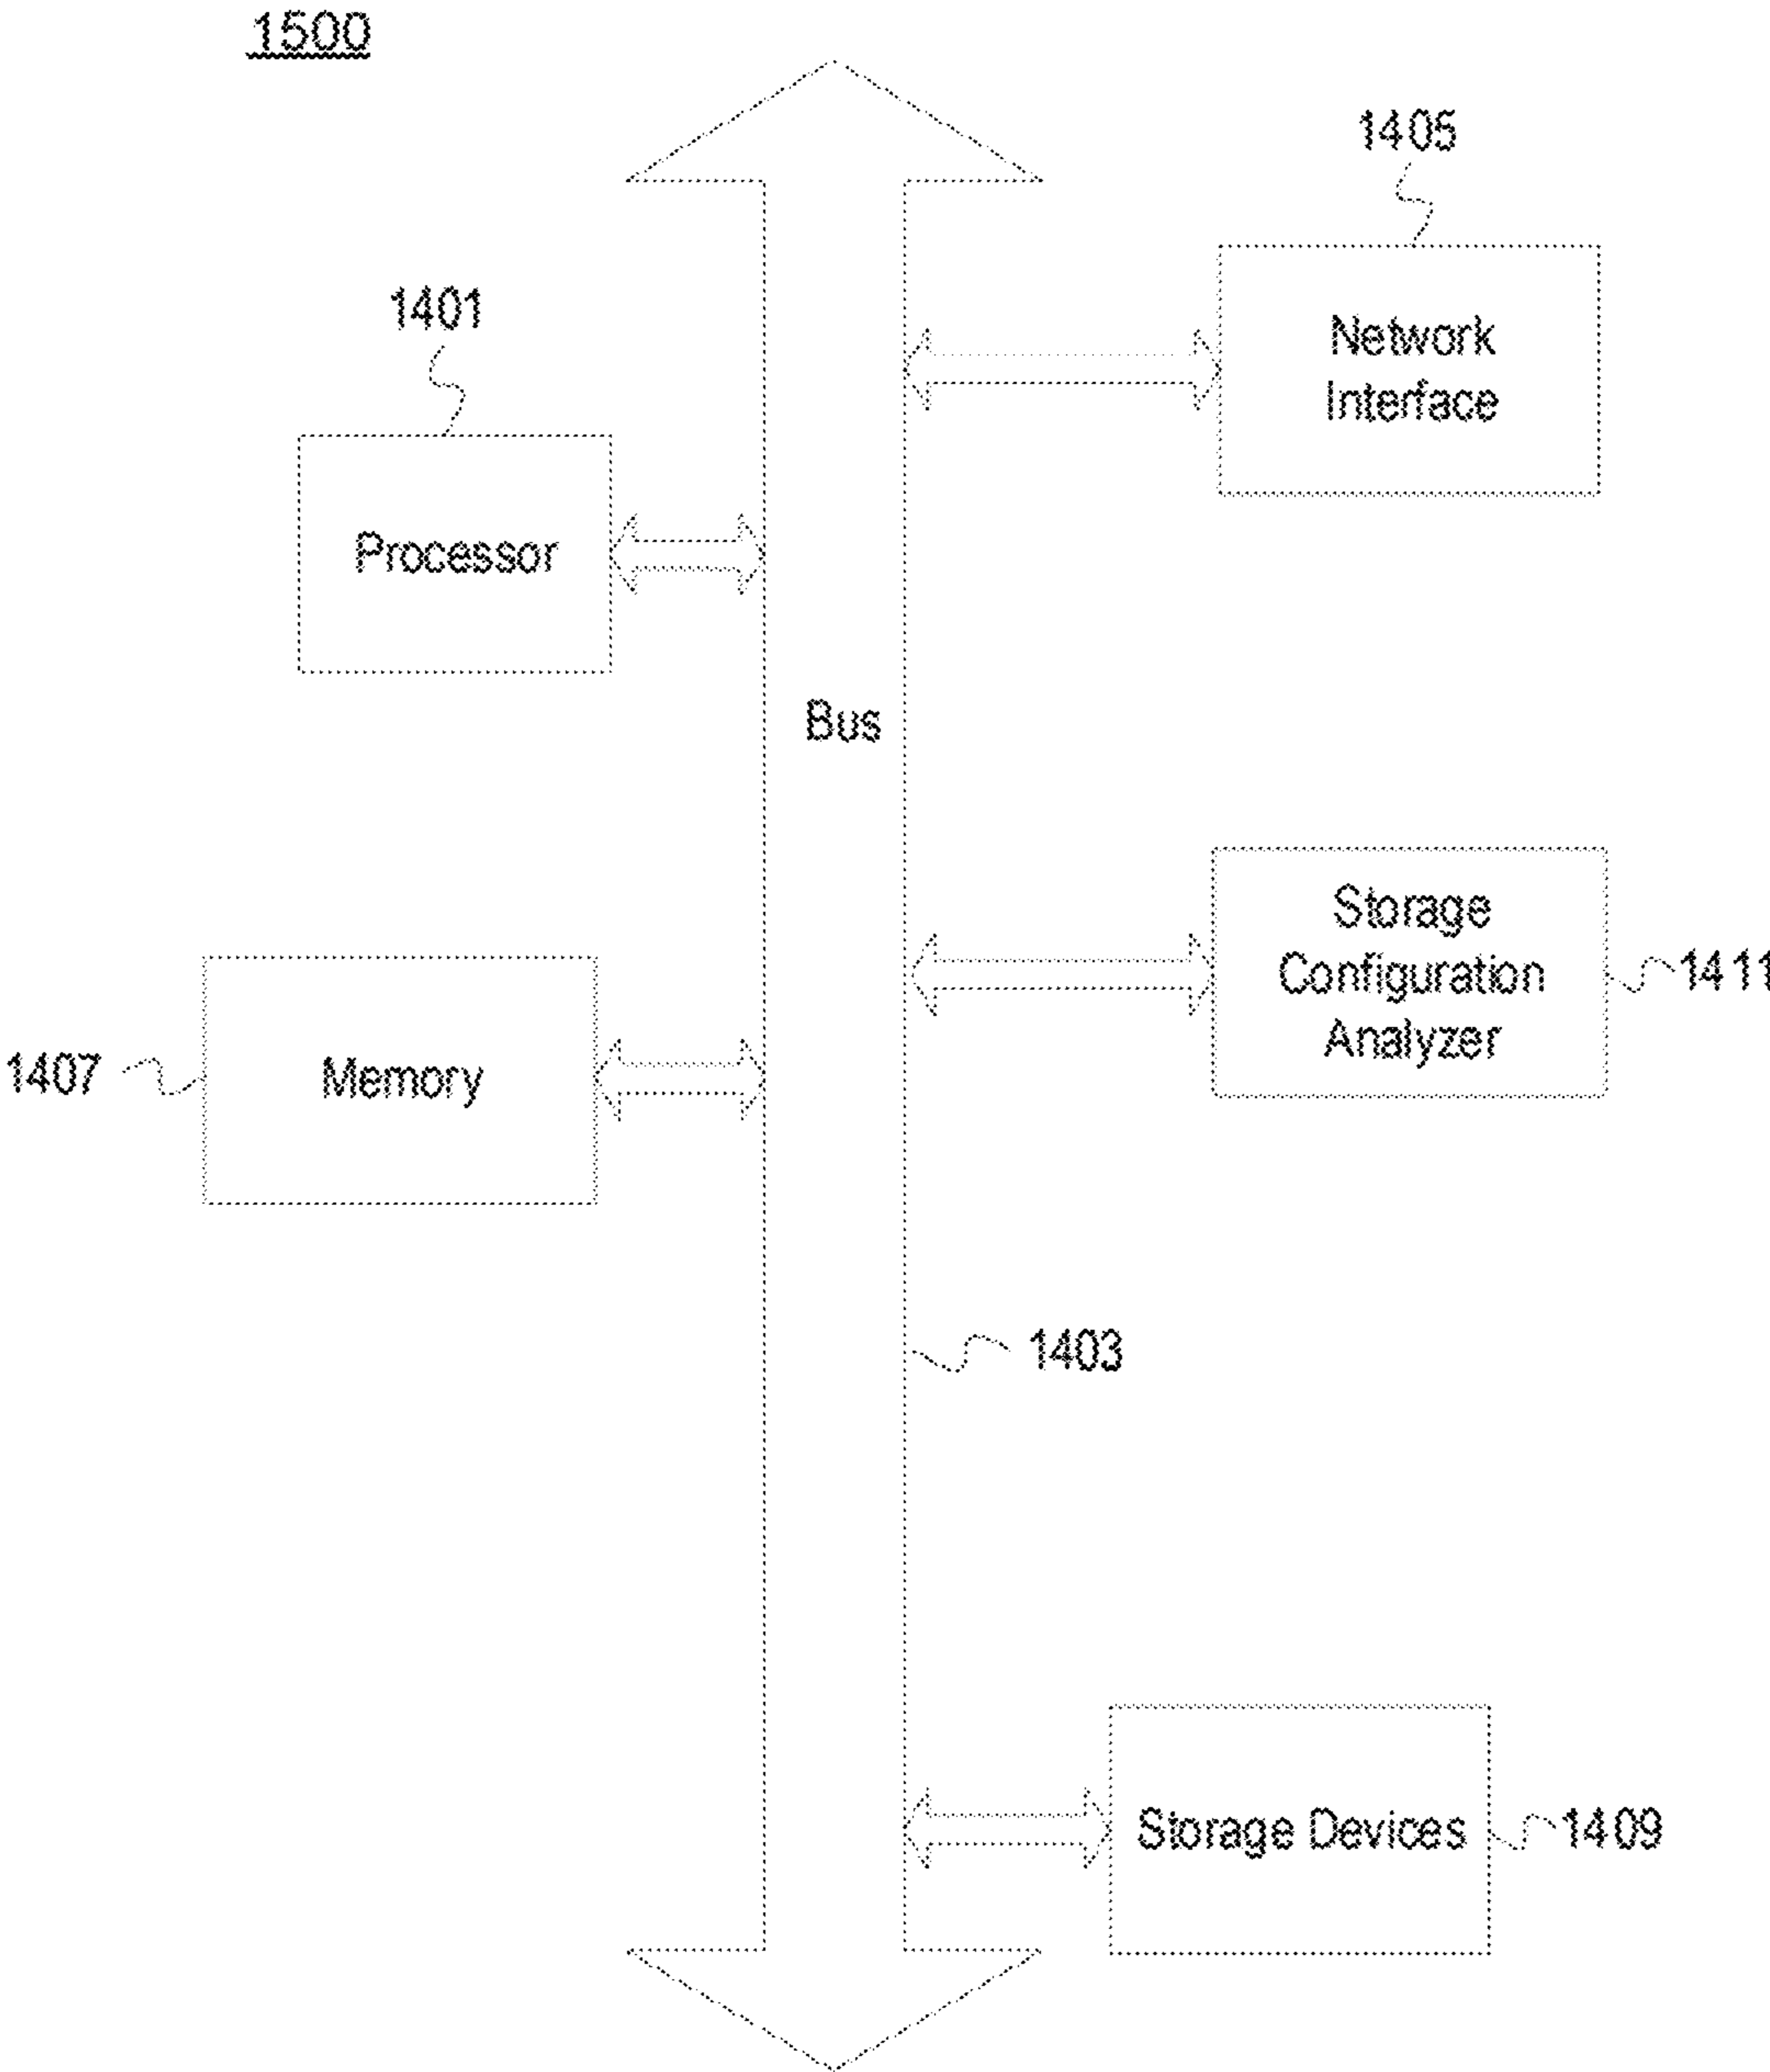 1500
1405
Network
Interface
1401
Processor
Bus
Storage
Configuration
Analyzer
1411
1407
Memory
1403
Storage Devices
1409